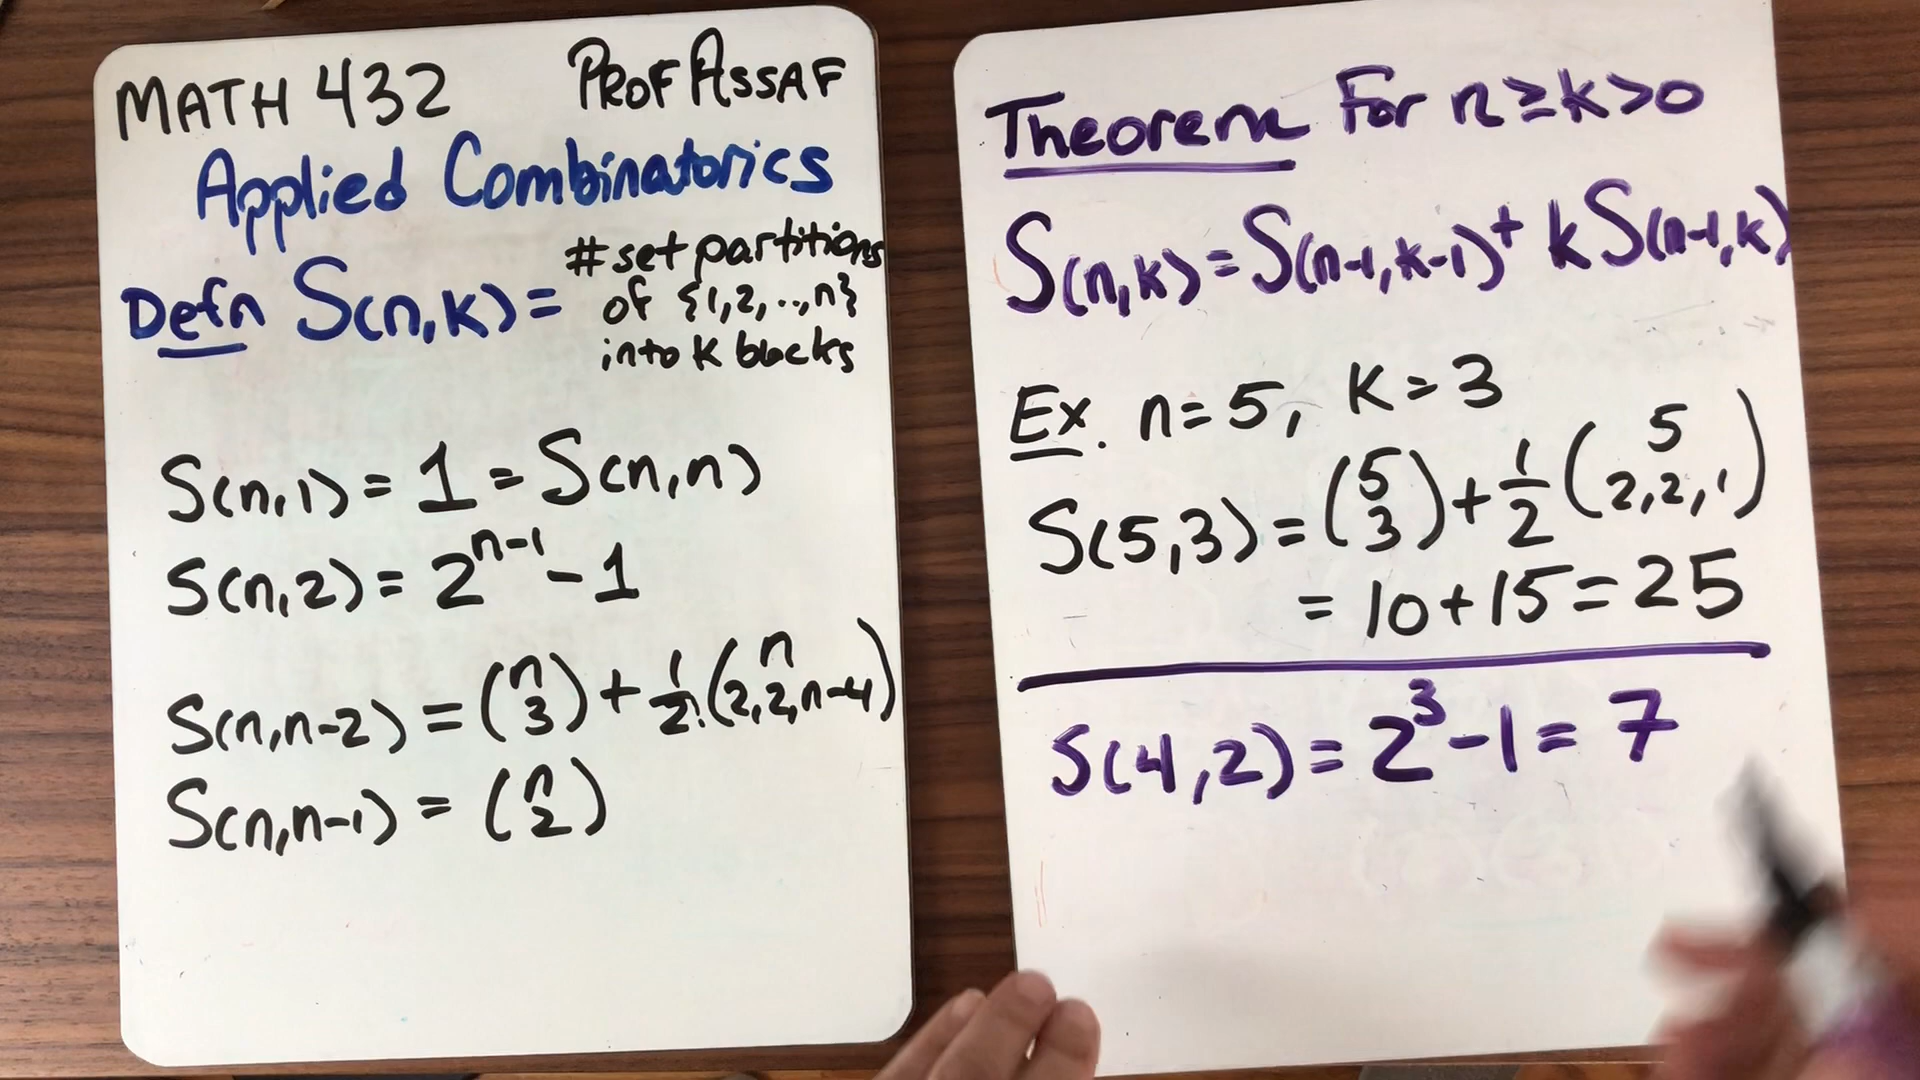 MATH 432 PROF ASSAF
Applied Combinatorics
Defn S(n,k) = # set partitions
of {1,2,..,n}
into k blocks
S(n,1) = 1 = S(n,n)
S(n,2) = 2^{n-1} - 1
S(n,n-2) = (n 3) + 1/2! (n 2,2,n-4)
S(n,n-1) = (n 2)
Theorem For n ≥ k > 0
S(n,k) = S(n-1,k-1) + k S(n-1,k)
Ex. n = 5, k = 3
S(5,3) = (5 3) + 1/2 (5 2,2,1)
= 10 + 15 = 25
S(4,2) = 2^3 - 1 = 7